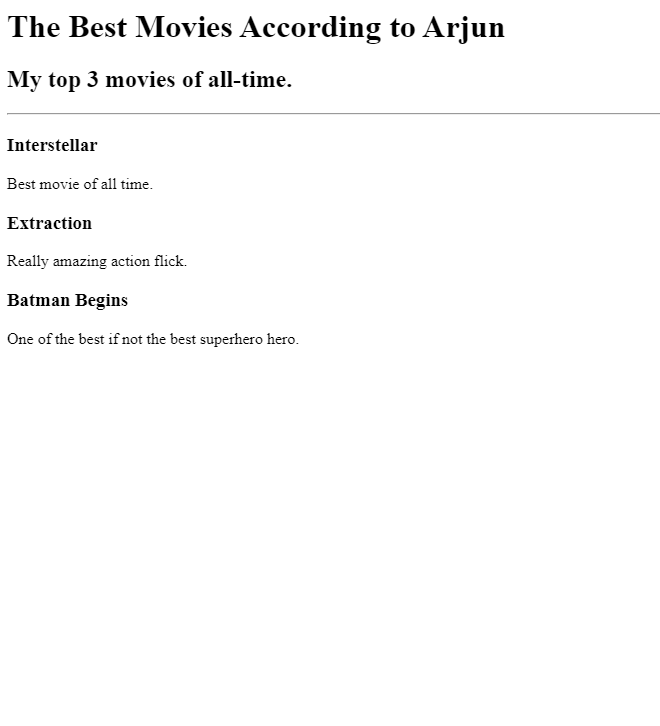 The Best Movies According to Arjun
My top 3 movies of all-time.
Interstellar
Best movie of all time.
Extraction
Really amazing action flick.
Batman Begins
One of the best if not the best superhero hero.